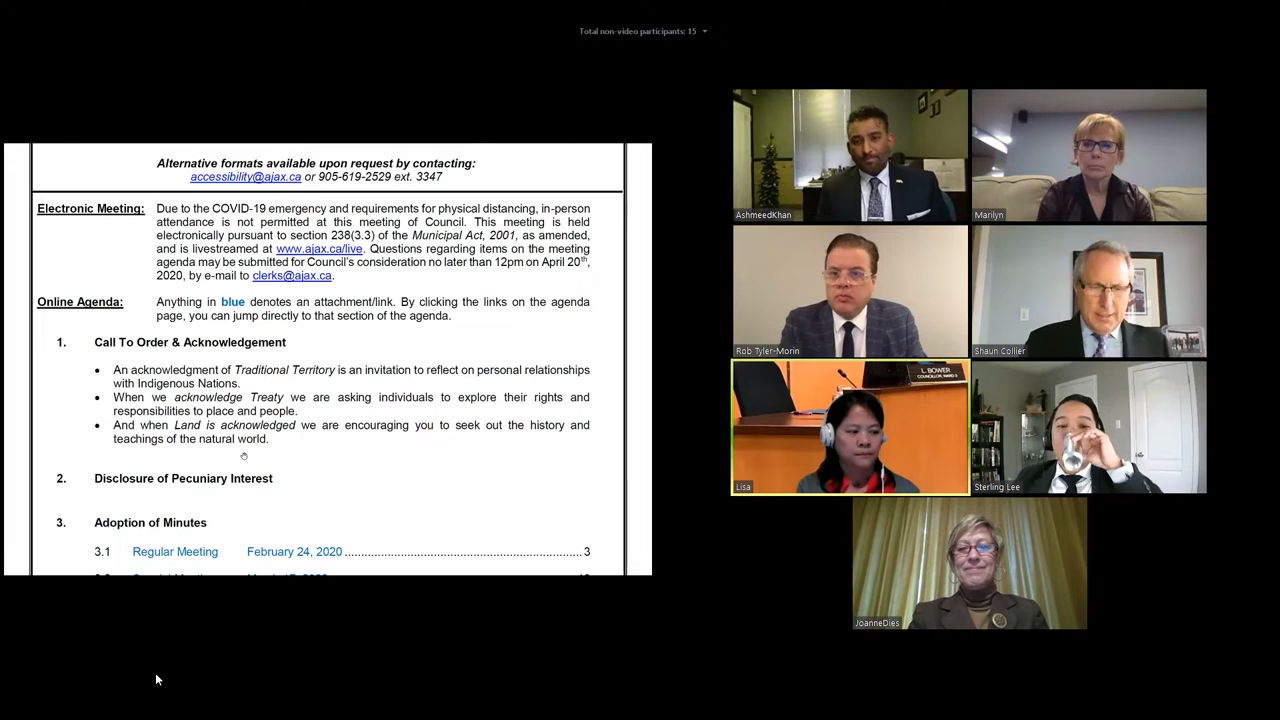 Total non-video participants: 15
Alternative formats available upon request by contacting:
accessibility@ajax.ca or 905-619-2529 ext. 3347
Electronic Meeting: Due to the COVID-19 emergency and requirements for physical distancing, in-person
attendance is not permitted at this meeting of Council. This meeting is held
electronically pursuant to section 238(3.3) of the Municipal Act, 2001, as amended,
and is livestreamed at www.ajax.ca/live. Questions regarding items on the meeting
agenda may be submitted for Council's consideration no later than 12pm on April 20th,
2020, by e-mail to clerks@ajax.ca.
Online Agenda: Anything in blue denotes an attachment/link. By clicking the links on the agenda
page, you can jump directly to that section of the agenda.
1. Call To Order & Acknowledgement
• An acknowledgment of Traditional Territory is an invitation to reflect on personal relationships
with Indigenous Nations.
• When we acknowledge Treaty we are asking individuals to explore their rights and
responsibilities to place and people.
• And when Land is acknowledged we are encouraging you to seek out the history and
teachings of the natural world.
2. Disclosure of Pecuniary Interest
3. Adoption of Minutes
3.1 Regular Meeting February 24, 2020 ........................................................................... 3
AshmeedKhan
Marilyn
Rob Tyler-Morin
Shaun Collier
L. BOWER
COUNCILLOR, WARD 3
Lisa
Sterling Lee
JoanneDies